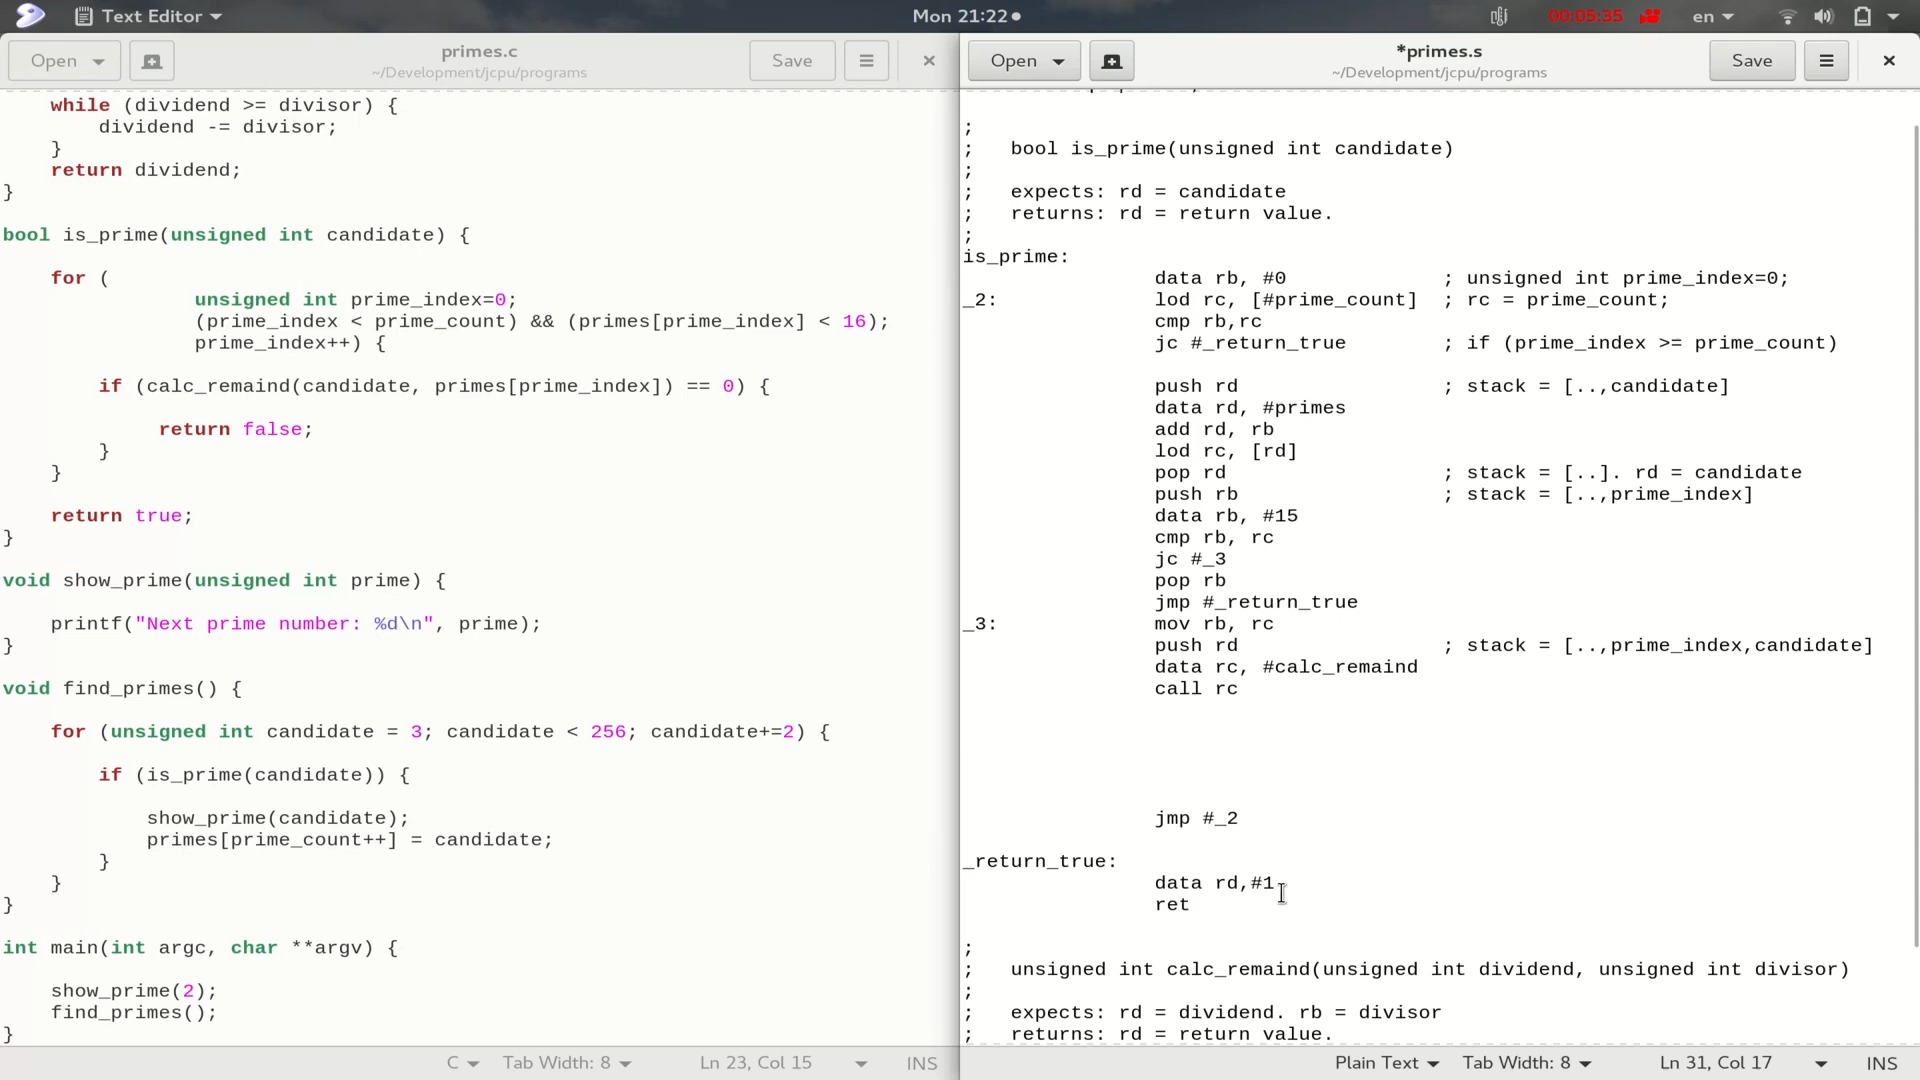 Text Editor
Mon 21:22
00:05:35
en
Open
primes.c
~/Development/jcpu/programs
Save
while (dividend >= divisor) {
dividend -= divisor;
}
return dividend;
}
bool is_prime(unsigned int candidate) {
for (
unsigned int prime_index=0;
(prime_index < prime_count) && (primes[prime_index] < 16);
prime_index++) {
if (calc_remaind(candidate, primes[prime_index]) == 0) {
return false;
}
}
return true;
}
void show_prime(unsigned int prime) {
printf("Next prime number: %d\n", prime);
}
void find_primes() {
for (unsigned int candidate = 3; candidate < 256; candidate+=2) {
if (is_prime(candidate)) {
show_prime(candidate);
primes[prime_count++] = candidate;
}
}
}
int main(int argc, char **argv) {
show_prime(2);
find_primes();
}
C
Tab Width: 8
Ln 23, Col 15
INS
Open
*primes.s
~/Development/jcpu/programs
Save
;
; bool is_prime(unsigned int candidate)
;
; expects: rd = candidate
; returns: rd = return value.
;
is_prime:
data rb, #0 ; unsigned int prime_index=0;
_2: lod rc, [#prime_count] ; rc = prime_count;
cmp rb,rc
jc #_return_true ; if (prime_index >= prime_count)
push rd ; stack = [..,candidate]
data rd, #primes
add rd, rb
lod rc, [rd]
pop rd ; stack = [..]. rd = candidate
push rb ; stack = [..,prime_index]
data rb, #15
cmp rb, rc
jc #_3
pop rb
jmp #_return_true
_3: mov rb, rc
push rd ; stack = [..,prime_index,candidate]
data rc, #calc_remaind
call rc
jmp #_2
_return_true:
data rd,#1
ret
;
; unsigned int calc_remaind(unsigned int dividend, unsigned int divisor)
;
; expects: rd = dividend. rb = divisor
; returns: rd = return value.
Plain Text
Tab Width: 8
Ln 31, Col 17
INS